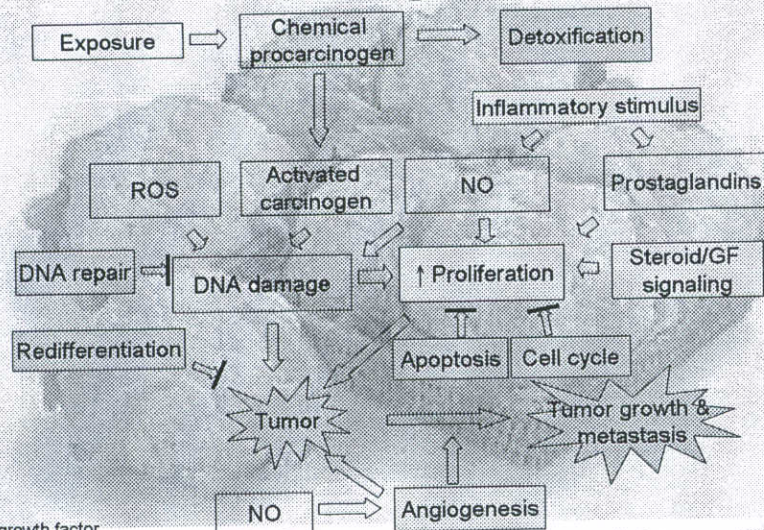 Exposure
Chemical
procarcinogen
Detoxification
Inflammatory stimulus
ROS
Activated
carcinogen
NO
Prostaglandins
DNA repair
DNA damage
↑ Proliferation
Steroid/GF
signaling
Redifferentiation
Apoptosis
Cell cycle
Tumor
Tumor growth &
metastasis
NO
Angiogenesis
growth factor